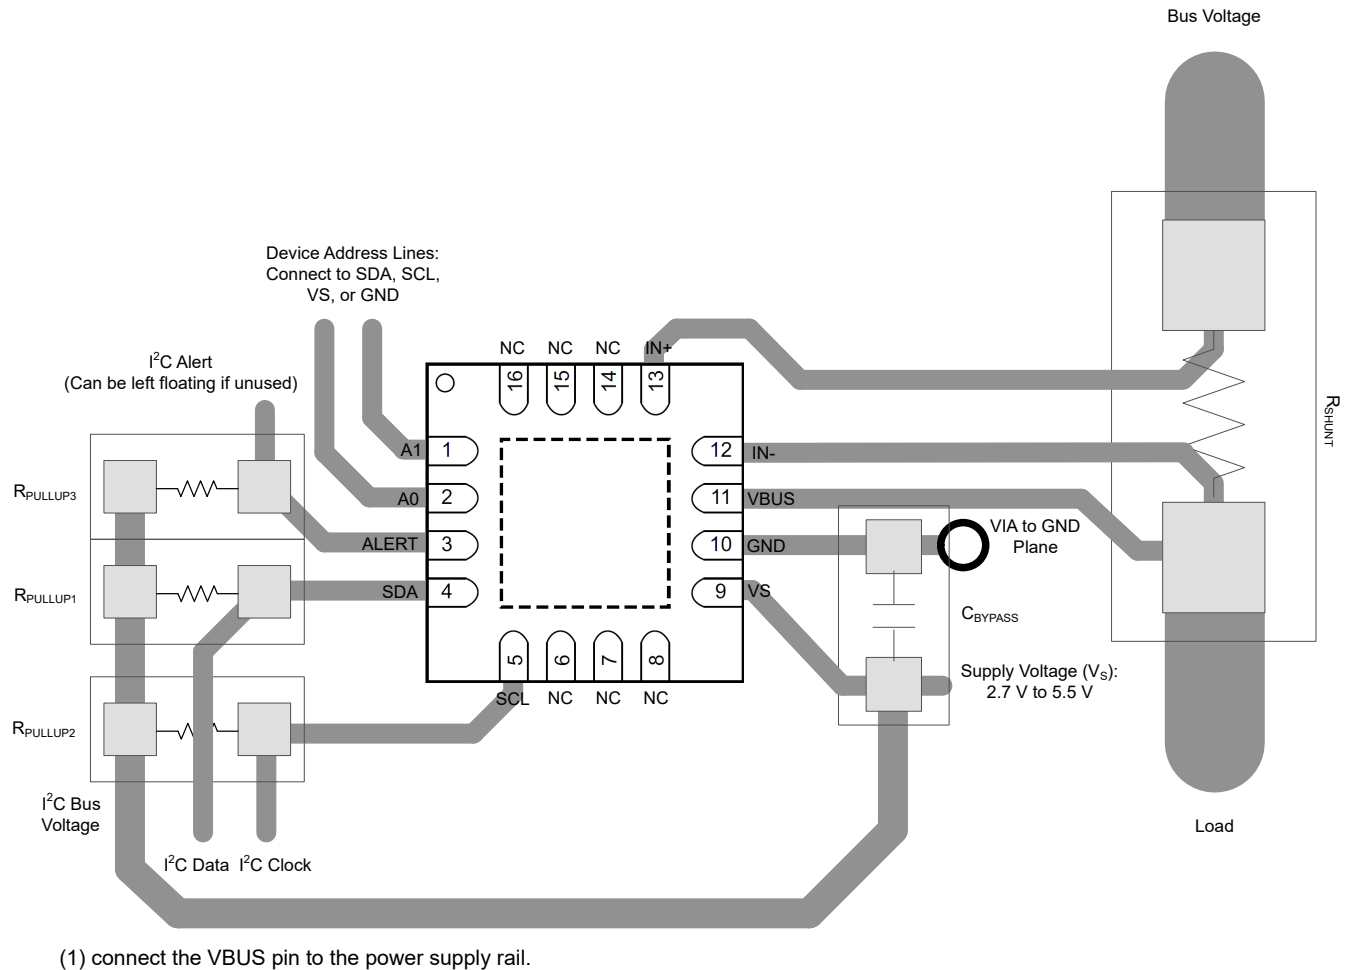 Bus Voltage
Device Address Lines:
Connect to SDA, SCL,
VS, or GND
I²C Alert
(Can be left floating if unused)
NC
NC
NC
IN+
16
15
14
13
RSHUNT
A1
1
12
IN-
RPULLUP3
A0
2
11
VBUS
ALERT
3
10
GND
VIA to GND
Plane
RPULLUP1
SDA
4
9
VS
CBYPASS
5
6
7
8
Supply Voltage (VS):
2.7 V to 5.5 V
SCL
NC
NC
NC
RPULLUP2
I²C Bus
Voltage
Load
I²C Data
I²C Clock
(1) connect the VBUS pin to the power supply rail.